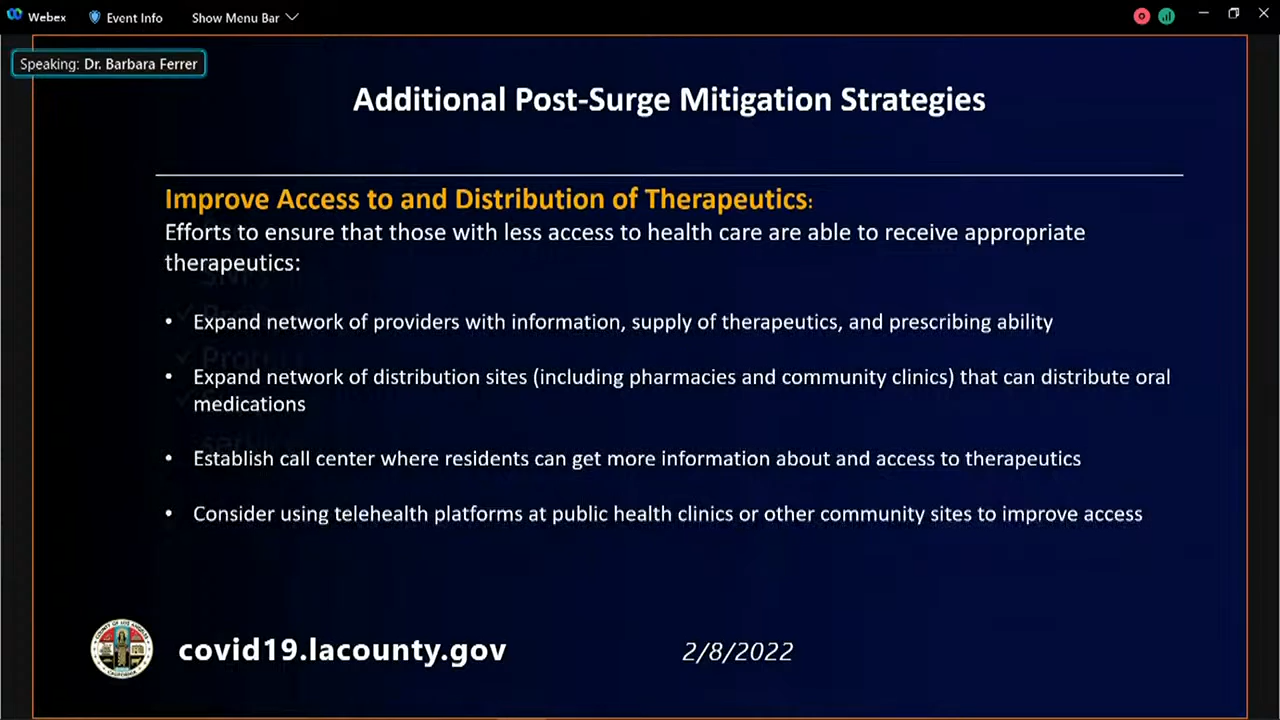 Webex Event Info Show Menu Bar
Speaking: Dr. Barbara Ferrer
Additional Post-Surge Mitigation Strategies
Improve Access to and Distribution of Therapeutics:
Efforts to ensure that those with less access to health care are able to receive appropriate
therapeutics:
• Expand network of providers with information, supply of therapeutics, and prescribing ability
• Expand network of distribution sites (including pharmacies and community clinics) that can distribute oral
medications
• Establish call center where residents can get more information about and access to therapeutics
• Consider using telehealth platforms at public health clinics or other community sites to improve access
covid19.lacounty.gov 2/8/2022